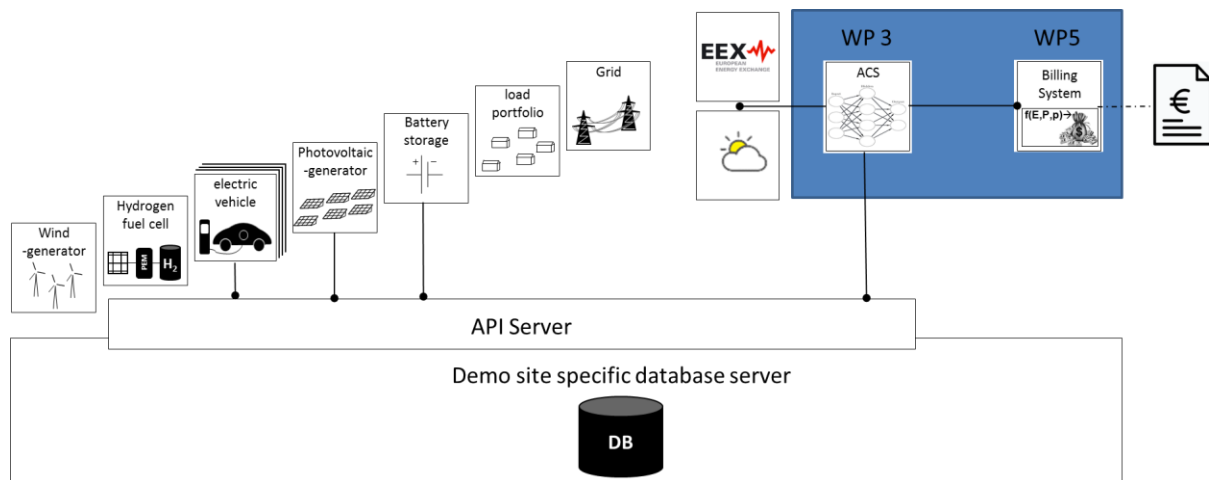 Wind
-generator
Hydrogen
fuel cell
PEM
H2
electric
vehicle
Photovoltaic
-generator
Battery
storage
+ −
load
portfolio
Grid
EEX
EUROPEAN
ENERGY EXCHANGE
WP 3
ACS
WP5
Billing
System
f(E,P,p)→
$
€
API Server
Demo site specific database server
DB